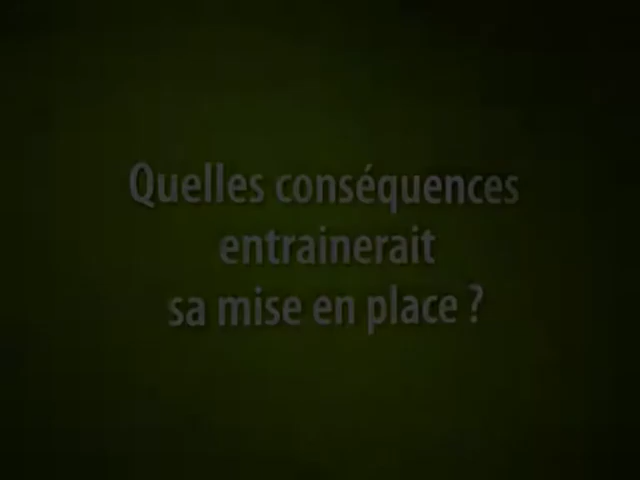 Quelles conséquences
entrainerait
sa mise en place ?